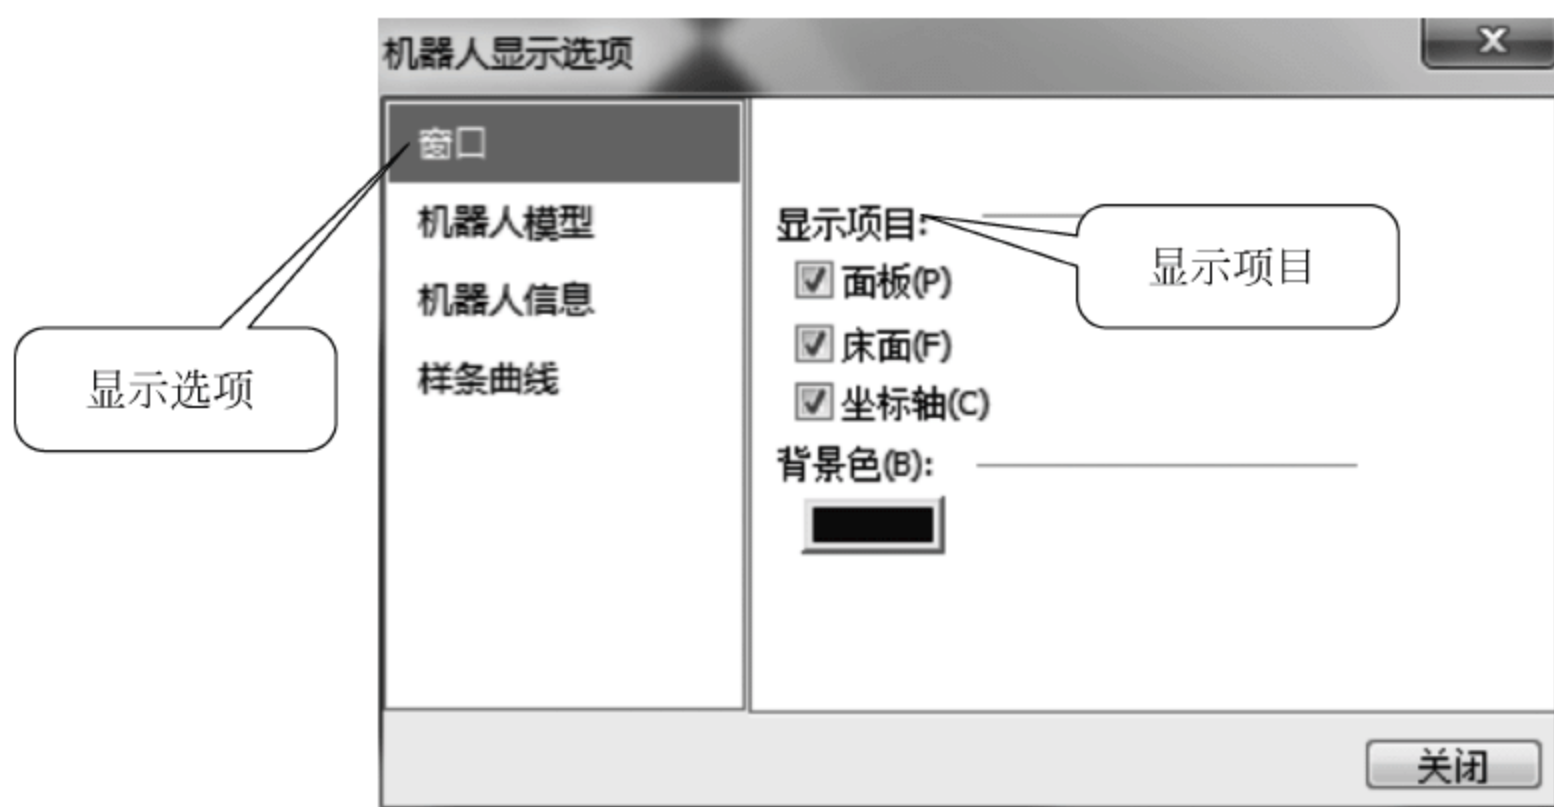 机器人显示选项
窗口
机器人模型
机器人信息
样条曲线
显示选项
显示项目:
显示项目
面板(P)
床面(F)
坐标轴(C)
背景色(B):
关闭